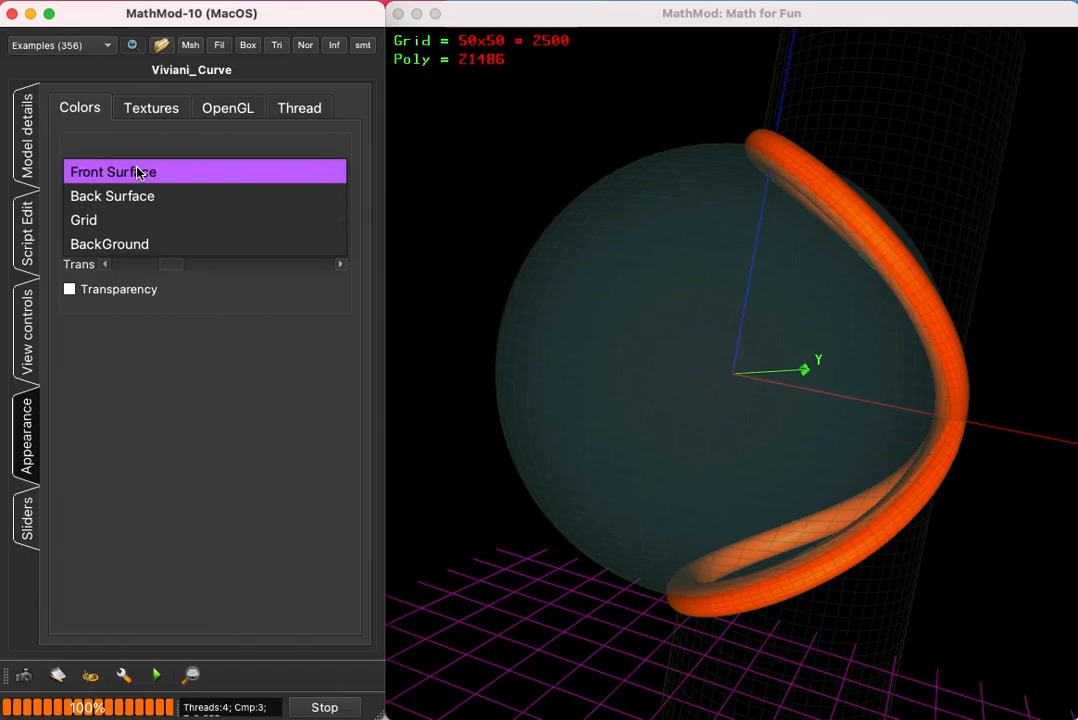 MathMod-10 (MacOS)
Examples (356)
Msh
Fil
Box
Tri
Nor
Inf
smt
Viviani_Curve
Model details
Script Edit
View controls
Appearance
Sliders
Colors
Textures
OpenGL
Thread
Front Surface
Back Surface
Grid
BackGround
Trans
Transparency
100%
Threads:4; Cmp:3;
Stop
MathMod: Math for Fun
Grid = 50x50 = 2500
Poly = 21486
Y